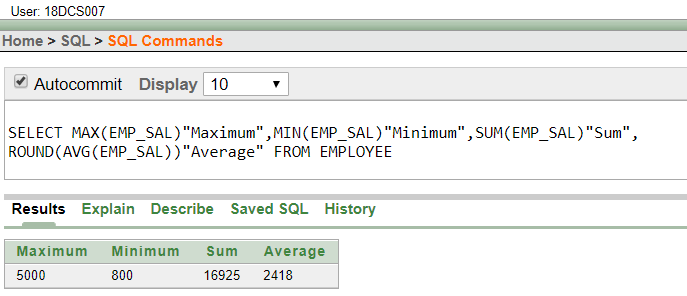 User: 18DCS007
Home > SQL > SQL Commands
Autocommit Display 10
SELECT MAX(EMP_SAL)"Maximum",MIN(EMP_SAL)"Minimum",SUM(EMP_SAL)"Sum",
ROUND(AVG(EMP_SAL))"Average" FROM EMPLOYEE
Results Explain Describe Saved SQL History
Maximum Minimum Sum Average
5000 800 16925 2418